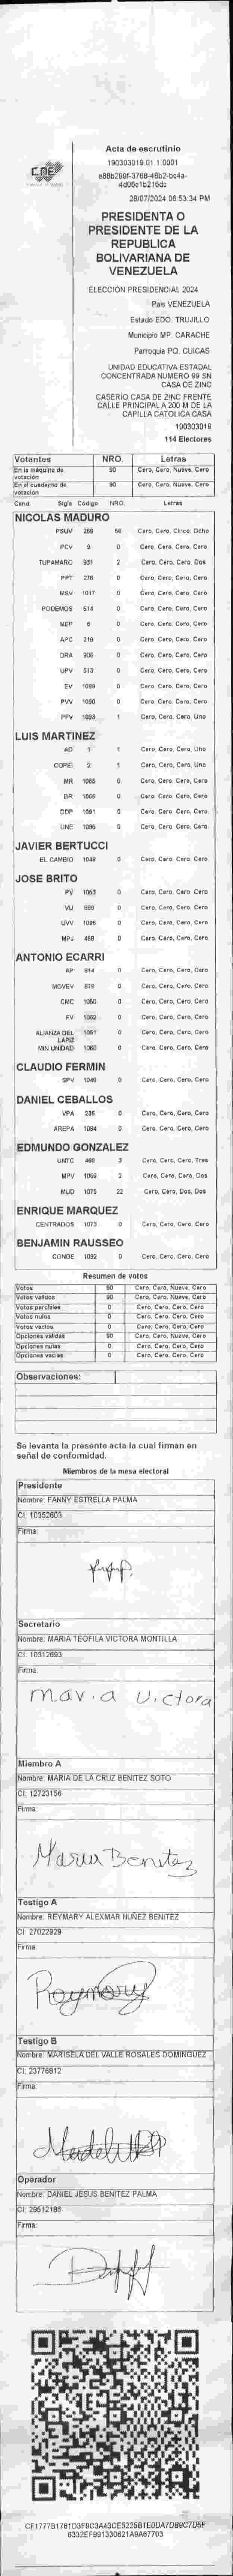 CNE
Acta de escrutinio
190303019.01.1.0001
28/07/2024 08:53:34 PM
PRESIDENTA O
PRESIDENTE DE LA
REPUBLICA
BOLIVARIANA DE
VENEZUELA
ELECCIÓN PRESIDENCIAL 2024
País VENEZUELA
Estado EDO. TRUJILLO
Municipio MP. CARACHE
Parroquia PQ. CUICAS
UNIDAD EDUCATIVA ESTADAL
CONCENTRADA NUMERO 99 SN
CASA DE ZINC
CASERIO CASA DE ZINC FRENTE
CALLE PRINCIPAL A 200 M DE LA
CAPILLA CATOLICA CASA
190303019
114 Electores
Votantes NRO. Letras
En la máquina de votación 90 Cero, Cero, Nueve, Cero
En el cuaderno de votación 90 Cero, Cero, Nueve, Cero
Cand. Sigla Código NRO. Letras
NICOLAS MADURO
PSUV 269 58 Cero, Cero, Cinco, Ocho
PCV 9 0 Cero, Cero, Cero, Cero
TUPAMARO 931 2 Cero, Cero, Cero, Dos
PPT 276 0 Cero, Cero, Cero, Cero
MSV 1017 0 Cero, Cero, Cero, Cero
PODEMOS 514 0 Cero, Cero, Cero, Cero
MEP 6 0 Cero, Cero, Cero, Cero
APC 219 0 Cero, Cero, Cero, Cero
ORA 906 0 Cero, Cero, Cero, Cero
UPV 513 0 Cero, Cero, Cero, Cero
EV 1089 0 Cero, Cero, Cero, Cero
PVV 1090 0 Cero, Cero, Cero, Cero
PFV 1093 1 Cero, Cero, Cero, Uno
LUIS MARTINEZ
AD 1 1 Cero, Cero, Cero, Uno
COPEI 2 1 Cero, Cero, Cero, Uno
MR 1065 0 Cero, Cero, Cero, Cero
BR 1066 0 Cero, Cero, Cero, Cero
DDP 1091 0 Cero, Cero, Cero, Cero
UNE 1095 0 Cero, Cero, Cero, Cero
JAVIER BERTUCCI
EL CAMBIO 1049 0 Cero, Cero, Cero, Cero
JOSE BRITO
PV 1053 0 Cero, Cero, Cero, Cero
VU 0 Cero, Cero, Cero, Cero
UVV 1096 0 Cero, Cero, Cero, Cero
MPJ 458 0 Cero, Cero, Cero, Cero
ANTONIO ECARRI
AP 814 0 Cero, Cero, Cero, Cero
MOVEV 679 0 Cero, Cero, Cero, Cero
CMC 1050 0 Cero, Cero, Cero, Cero
FV 1062 0 Cero, Cero, Cero, Cero
ALIANZA DEL LAPIZ 1051 0 Cero, Cero, Cero, Cero
MIN UNIDAD 1063 0 Cero, Cero, Cero, Cero
CLAUDIO FERMIN
SPV 1048 0 Cero, Cero, Cero, Cero
DANIEL CEBALLOS
VPA 236 0 Cero, Cero, Cero, Cero
AREPA 1084 0 Cero, Cero, Cero, Cero
EDMUNDO GONZALEZ
UNTC 3 Cero, Cero, Cero, Tres
MPV 1069 2 Cero, Cero, Cero, Dos
MUD 1075 22 Cero, Cero, Dos, Dos
ENRIQUE MARQUEZ
CENTRADOS 1073 0 Cero, Cero, Cero, Cero
BENJAMIN RAUSSEO
CONDE 1092 0 Cero, Cero, Cero, Cero
Resumen de votos
Votos 90 Cero, Cero, Nueve, Cero
Votos validos 90 Cero, Cero, Nueve, Cero
Votos parciales 0 Cero, Cero, Cero, Cero
Votos nulos 0 Cero, Cero, Cero, Cero
Votos vacios 0 Cero, Cero, Cero, Cero
Opciones validas 90 Cero, Cero, Nueve, Cero
Opciones nulas 0 Cero, Cero, Cero, Cero
Opciones vacias 0 Cero, Cero, Cero, Cero
Observaciones:
Se levanta la presente acta la cual firman en
señal de conformidad.
Miembros de la mesa electoral
Presidente
Nombre: FANNY ESTRELLA PALMA
CI: 10352603
Firma:
Secretario
Nombre: MARIA TEOFILA VICTORA MONTILLA
CI: 10312693
Firma:
Maria Victora
Miembro A
Nombre: MARIA DE LA CRUZ BENITEZ SOTO
CI: 12723156
Firma:
Maria Benitez
Testigo A
Nombre: REYMARY ALEXMAR NUÑEZ BENITEZ
CI: 27022929
Firma:
Reymary
Testigo B
Nombre: MARISELA DEL VALLE ROSALES DOMINGUEZ
CI: 23776812
Firma:
Operador
Nombre: DANIEL JESUS BENITEZ PALMA
CI: 29512186
Firma: